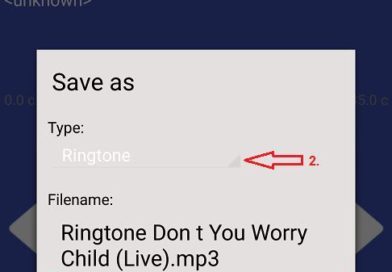 <unknown>
0.0 c
5.0 c
Save as
Type:
Ringtone
2.
Filename:
Ringtone Don t You Worry
Child (Live).mp3